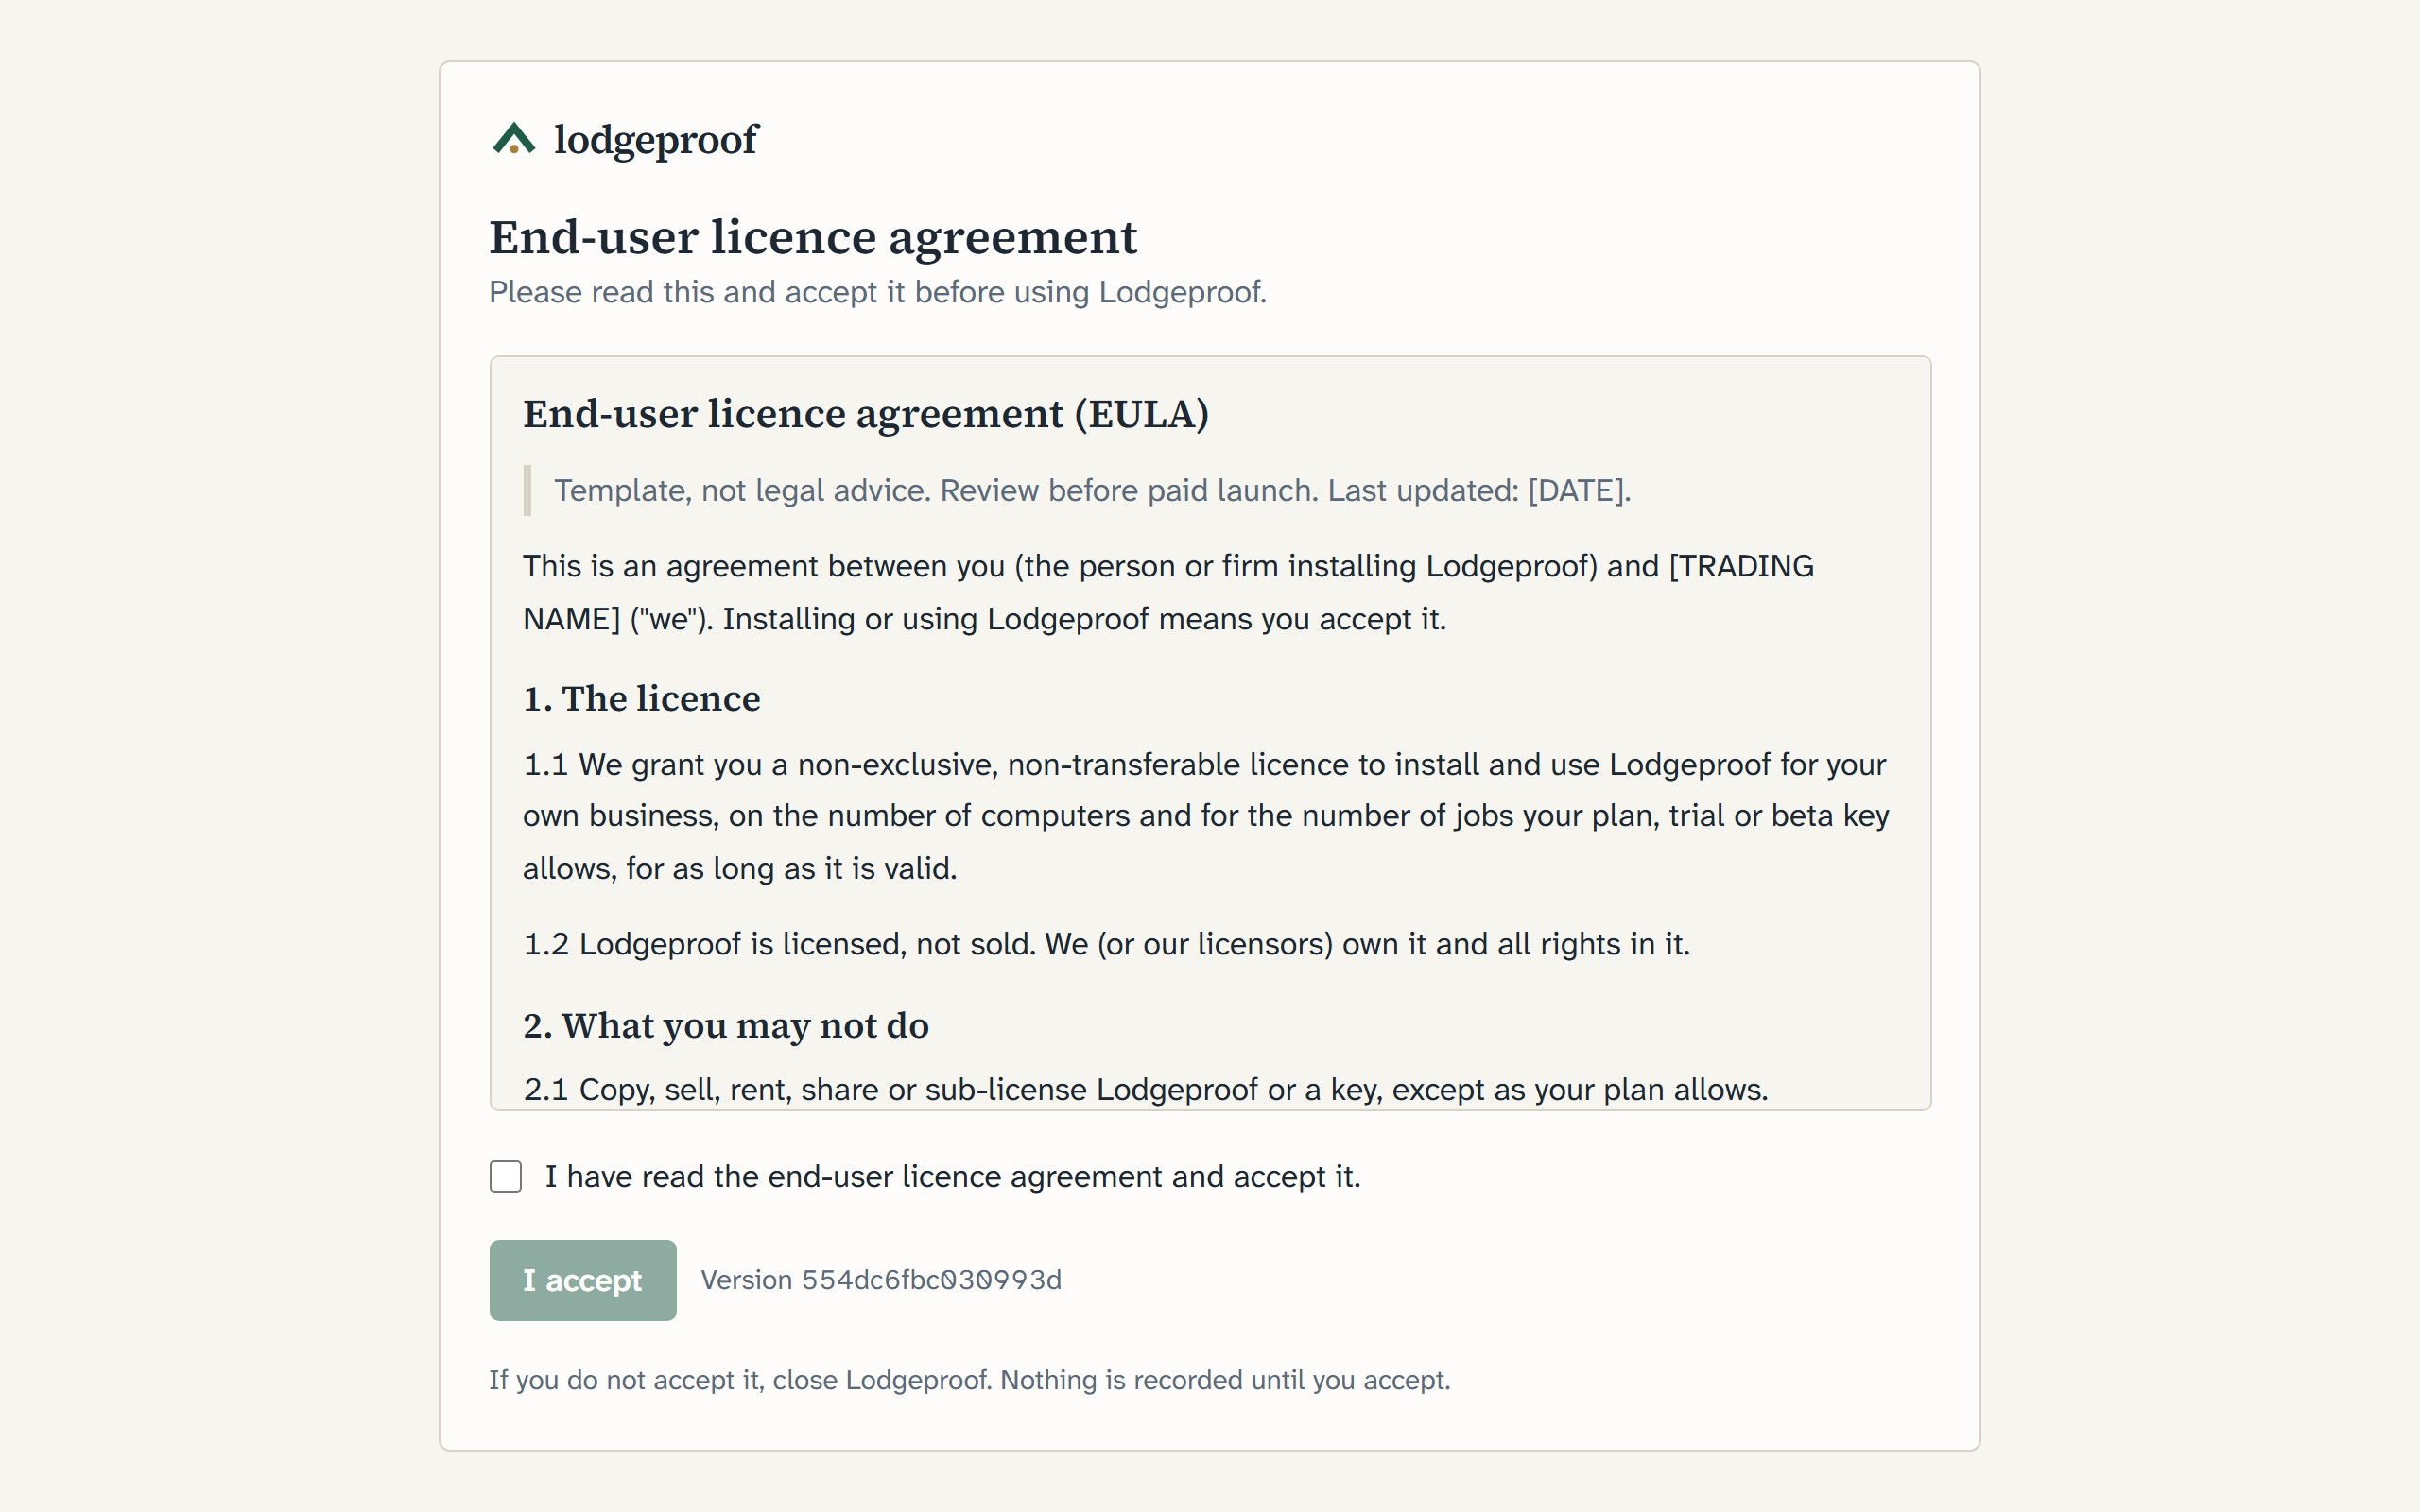 lodgeproof
End-user licence agreement
Please read this and accept it before using Lodgeproof.
End-user licence agreement (EULA)
Template, not legal advice. Review before paid launch. Last updated: [DATE].
This is an agreement between you (the person or firm installing Lodgeproof) and [TRADING
NAME] ("we"). Installing or using Lodgeproof means you accept it.
1. The licence
1.1 We grant you a non-exclusive, non-transferable licence to install and use Lodgeproof for your
own business, on the number of computers and for the number of jobs your plan, trial or beta key
allows, for as long as it is valid.
1.2 Lodgeproof is licensed, not sold. We (or our licensors) own it and all rights in it.
2. What you may not do
2.1 Copy, sell, rent, share or sub-license Lodgeproof or a key, except as your plan allows.
I have read the end-user licence agreement and accept it.
I accept
Version 554dc6fbc030993d
If you do not accept it, close Lodgeproof. Nothing is recorded until you accept.